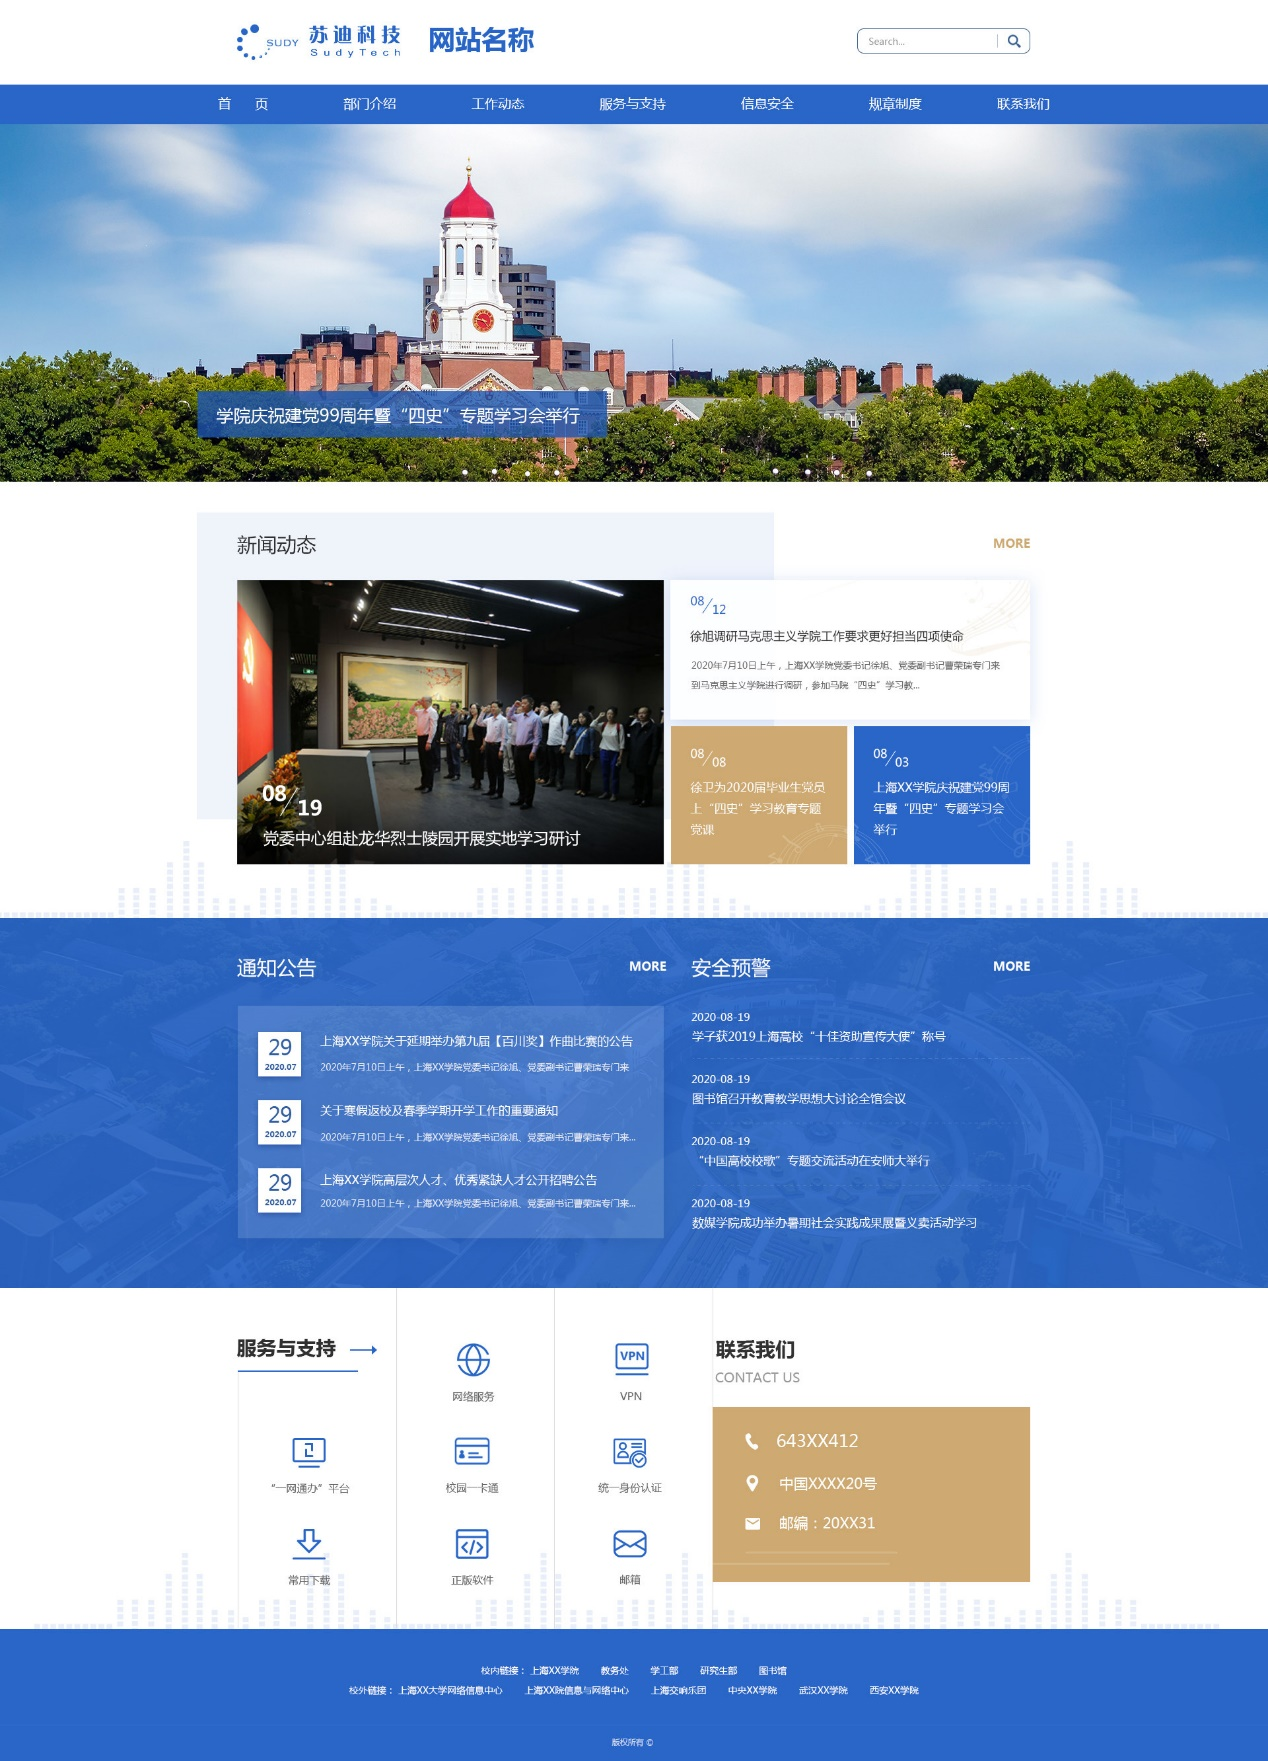 SUDY 苏迪科技
SudyTech
网站名称
Search...
首 页 部门介绍 工作动态 服务与支持 信息安全 规章制度 联系我们
学院庆祝建党99周年暨“四史”专题学习会举行
新闻动态
MORE
08/19
党委中心组赴龙华烈士陵园开展实地学习研讨
08/12
徐旭调研马克思主义学院工作要求更好担当四项使命
2020年7月10日上午，上海XX学院党委书记徐旭、党委副书记曹荣瑞专门来
到马克思主义学院进行调研，参加马院“四史”学习教...
08/08
徐卫为2020届毕业生党员
上“四史”学习教育专题
党课
08/03
上海XX学院庆祝建党99周
年暨“四史”专题学习会
举行
通知公告
MORE
29
2020.07
上海XX学院关于延期举办第九届【百川奖】作曲比赛的公告
2020年7月10日上午，上海XX学院党委书记徐旭、党委副书记曹荣瑞专门来
29
2020.07
关于寒假返校及春季学期开学工作的重要通知
2020年7月10日上午，上海XX学院党委书记徐旭、党委副书记曹荣瑞专门来...
29
2020.07
上海XX学院高层次人才、优秀紧缺人才公开招聘公告
2020年7月10日上午，上海XX学院党委书记徐旭、党委副书记曹荣瑞专门来...
安全预警
MORE
2020-08-19
学子获2019上海高校“十佳资助宣传大使”称号
2020-08-19
图书馆召开教育教学思想大讨论全馆会议
2020-08-19
“中国高校校歌”专题交流活动在安师大举行
2020-08-19
数媒学院成功举办暑期社会实践成果展暨义卖活动学习
服务与支持
网络服务
VPN
VPN
“一网通办”平台
校园一卡通
统一身份认证
常用下载
正版软件
邮箱
联系我们
CONTACT US
643XX412
中国XXXX20号
邮编：20XX31
校内链接： 上海XX学院 教务处 学工部 研究生部 图书馆
校外链接： 上海XX大学网络信息中心 上海XX院信息与网络中心 上海交响乐团 中央XX学院 武汉XX学院 西安XX学院
版权所有 ©